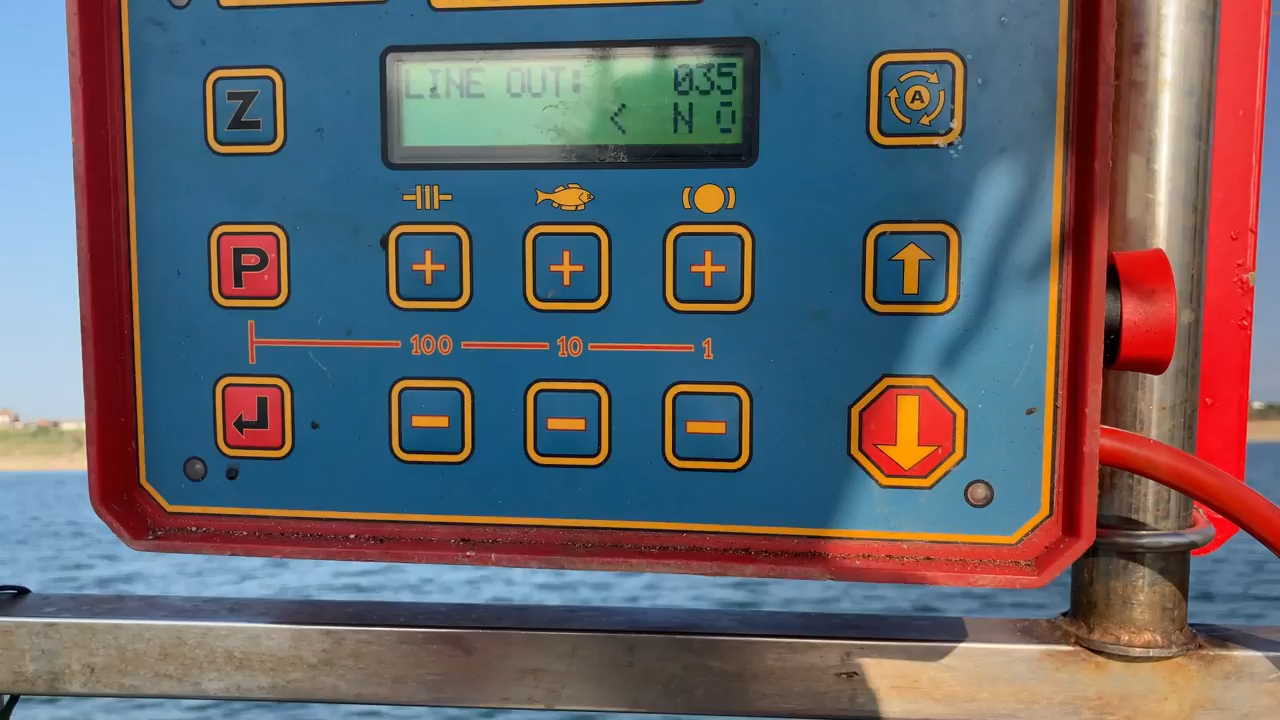 LINE OUT: 035
< N 0
Z
A
P
+ + +
100 10 1
- - -